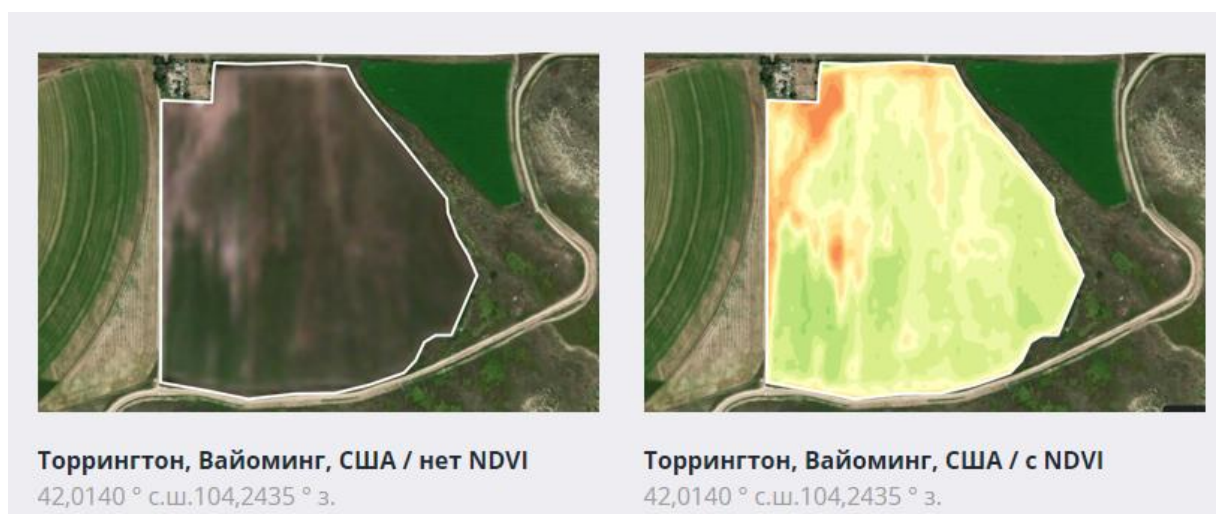 Торрингтон, Вайоминг, США / нет NDVI
42,0140 ° с.ш.104,2435 ° з.
Торрингтон, Вайоминг, США / с NDVI
42,0140 ° с.ш.104,2435 ° з.